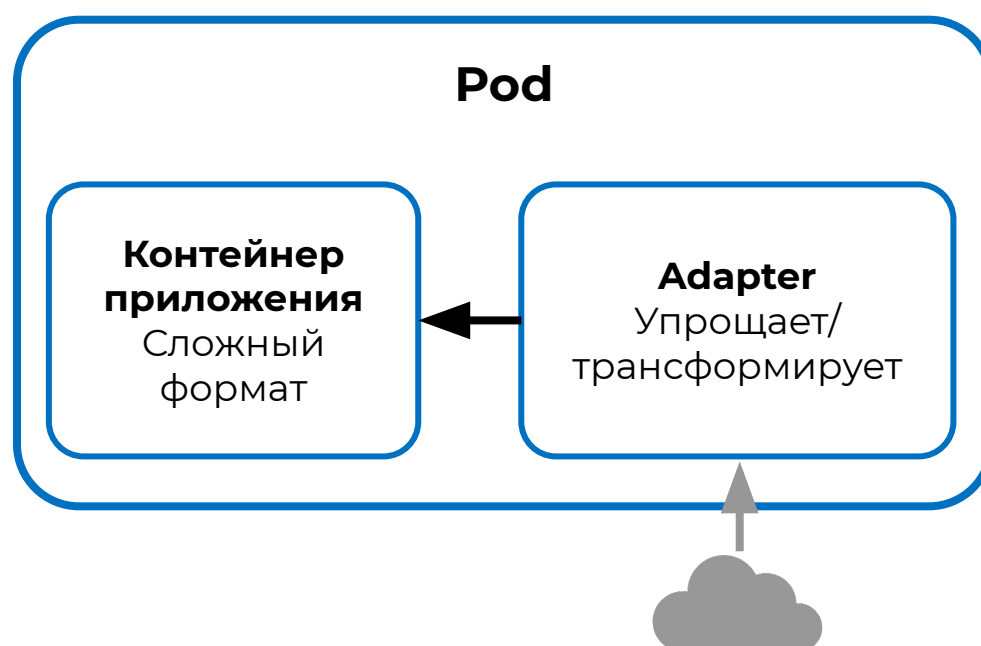 Pod
Контейнер
приложения
Сложный
формат
Adapter
Упрощает/
трансформирует